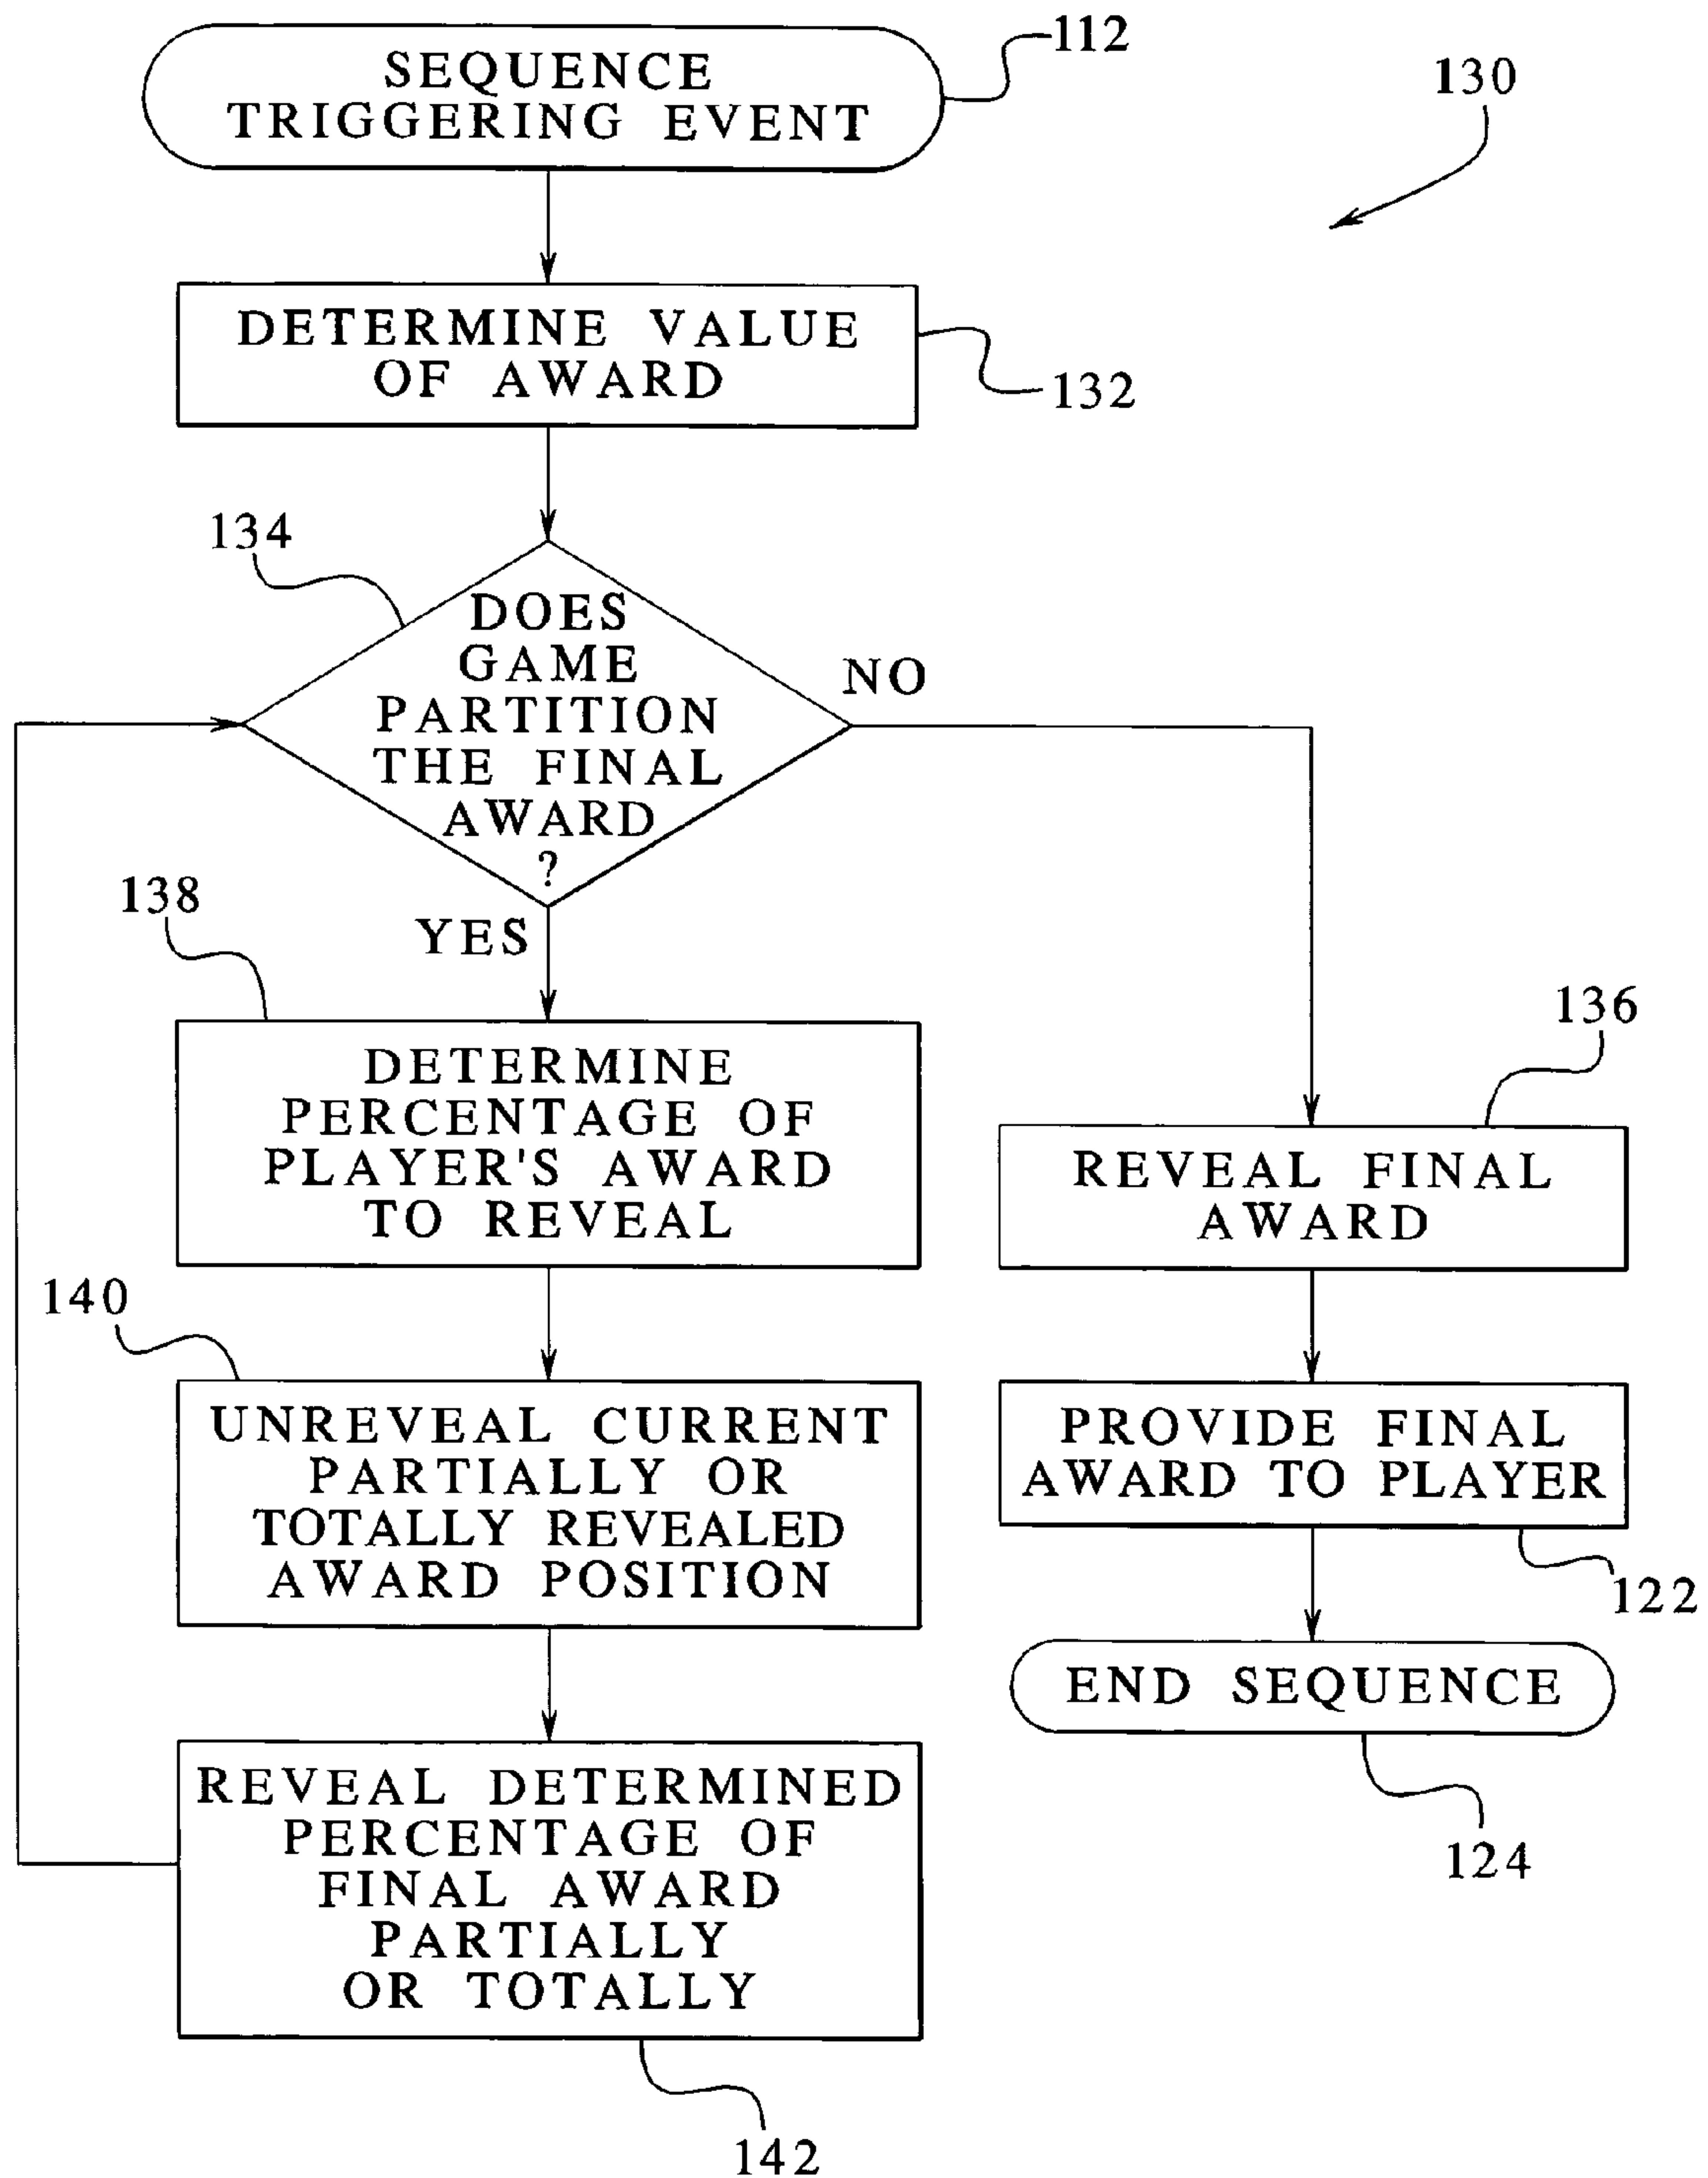 SEQUENCE
TRIGGERING EVENT
112
130
DETERMINE VALUE
OF AWARD
132
134
DOES
GAME
PARTITION
THE FINAL
AWARD
?
NO
YES
138
DETERMINE
PERCENTAGE OF
PLAYER'S AWARD
TO REVEAL
136
REVEAL FINAL
AWARD
140
UNREVEAL CURRENT
PARTIALLY OR
TOTALLY REVEALED
AWARD POSITION
PROVIDE FINAL
AWARD TO PLAYER
122
END SEQUENCE
124
REVEAL DETERMINED
PERCENTAGE OF
FINAL AWARD
PARTIALLY
OR TOTALLY
142